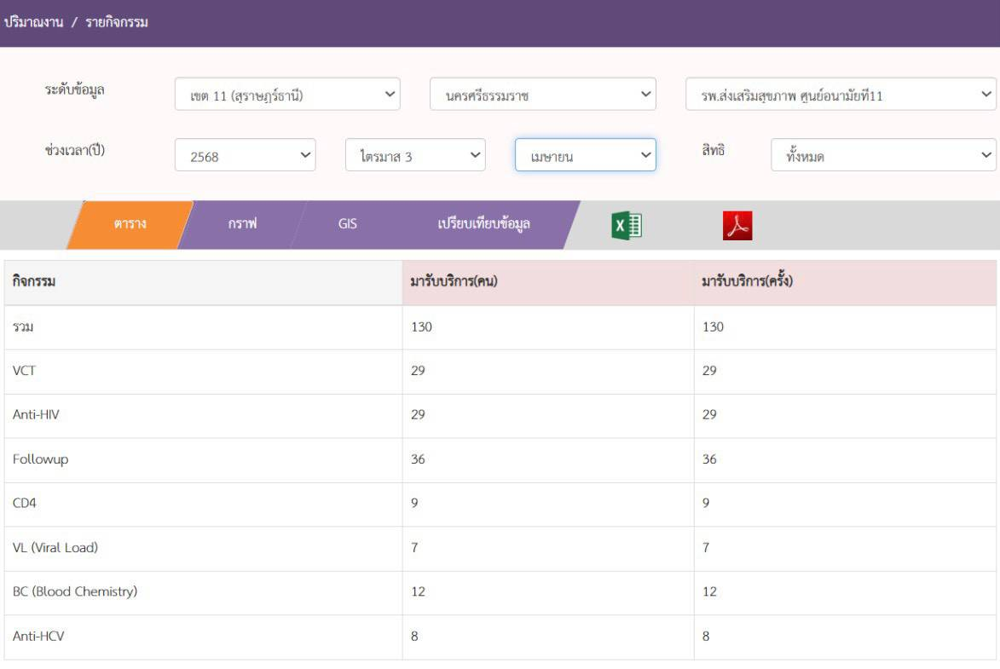 ปริมาณงาน / รายกิจกรรม
ระดับข้อมูล เขต 11 (สุราษฎร์ธานี) นครศรีธรรมราช รพ.ส่งเสริมสุขภาพ ศูนย์อนามัยที่11
ช่วงเวลา(ปี) 2568 ไตรมาส 3 เมษายน สิทธิ ทั้งหมด
ตาราง กราฟ GIS เปรียบเทียบข้อมูล
กิจกรรม มารับบริการ(คน) มารับบริการ(ครั้ง)
รวม 130 130
VCT 29 29
Anti-HIV 29 29
Followup 36 36
CD4 9 9
VL (Viral Load) 7 7
BC (Blood Chemistry) 12 12
Anti-HCV 8 8